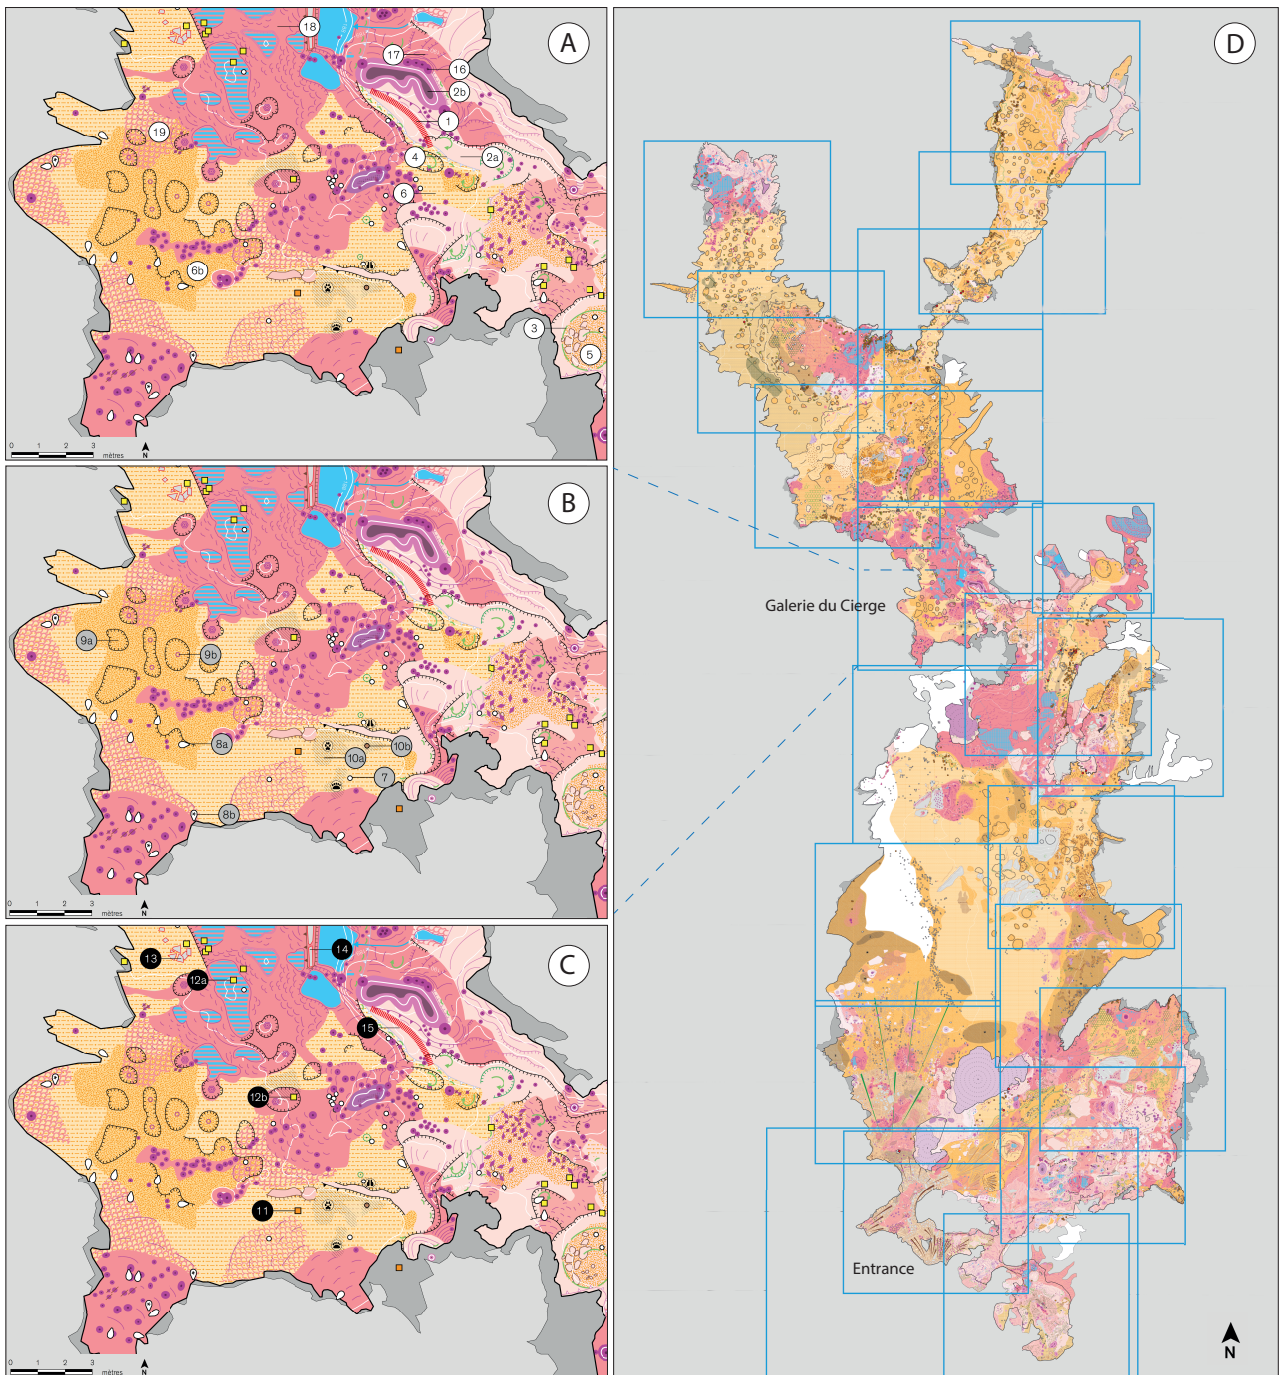 A
18
17
16
2b
1
19
4
2a
6
6b
3
5
0 1 2 3
mètres
N
B
9a
9b
8a
10b
10a
7
8b
0 1 2 3
mètres
N
C
13
14
12a
15
12b
11
0 1 2 3
mètres
N
D
Galerie du Cierge
Entrance
N